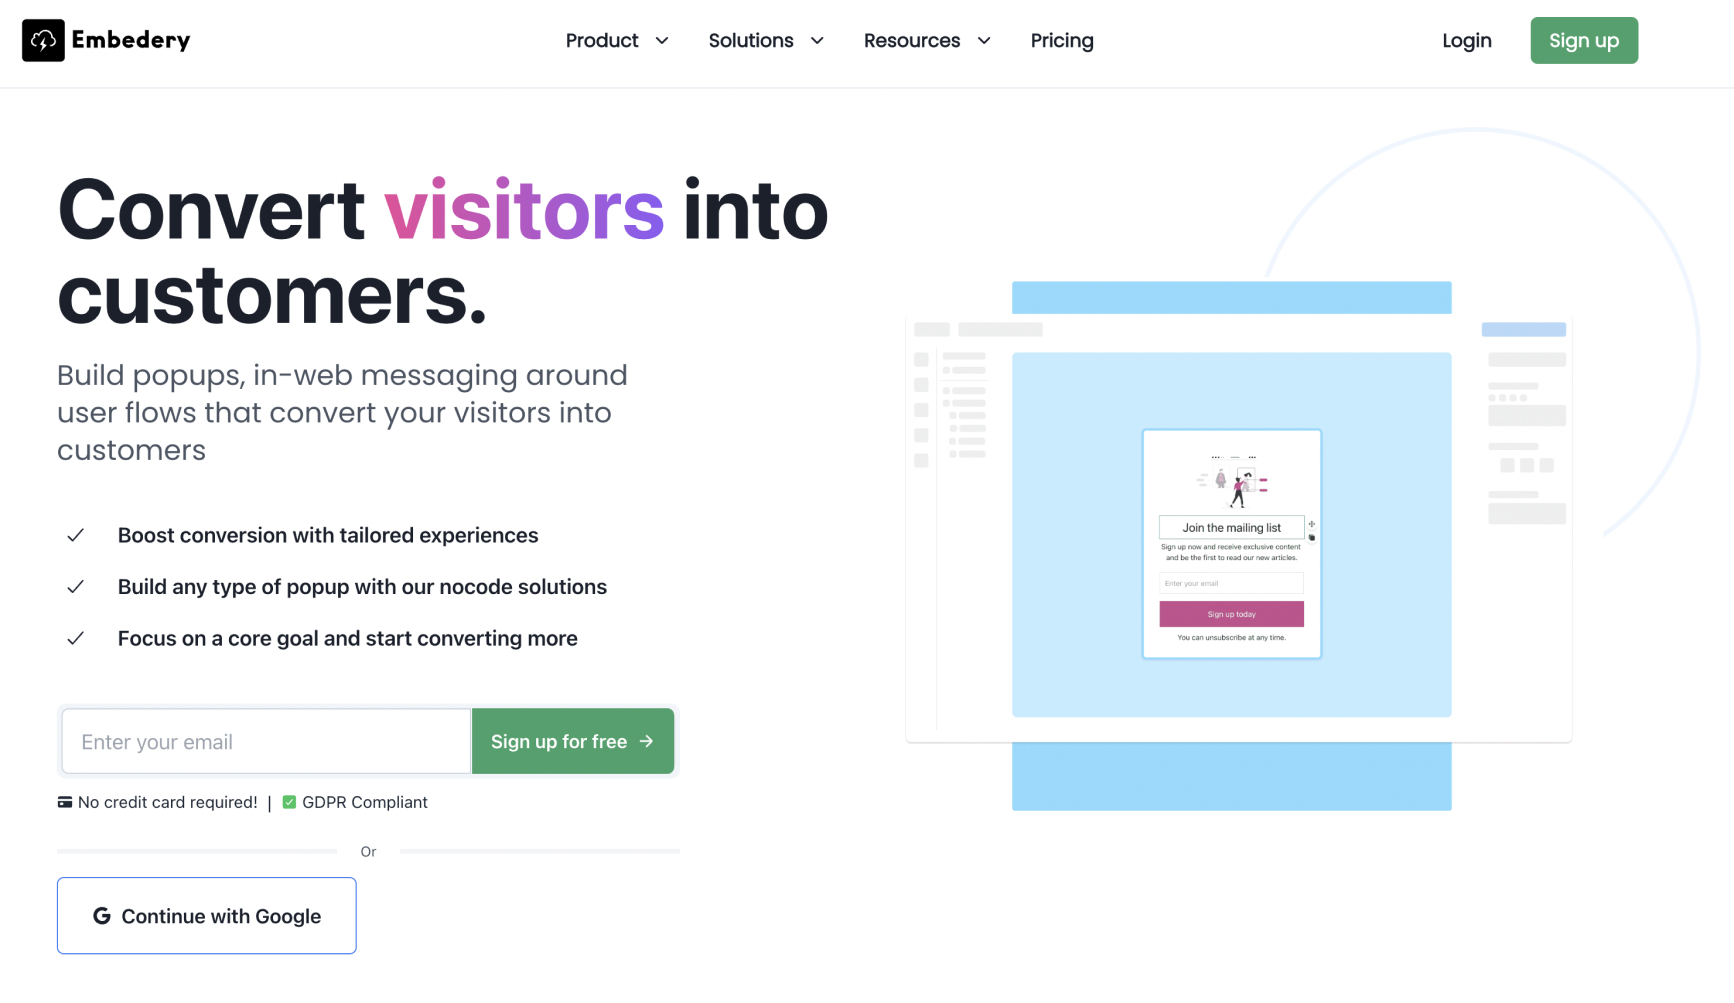 Embedery
Product
Solutions
Resources
Pricing
Login
Sign up
Convert visitors into
customers.
Build popups, in-web messaging around
user flows that convert your visitors into
customers
Boost conversion with tailored experiences
Build any type of popup with our nocode solutions
Focus on a core goal and start converting more
Enter your email
Sign up for free
No credit card required! | GDPR Compliant
Or
Continue with Google
Join the mailing list
Sign up now and receive exclusive content
and be the first to read our new articles.
Enter your email
Sign up today
You can unsubscribe at any time.